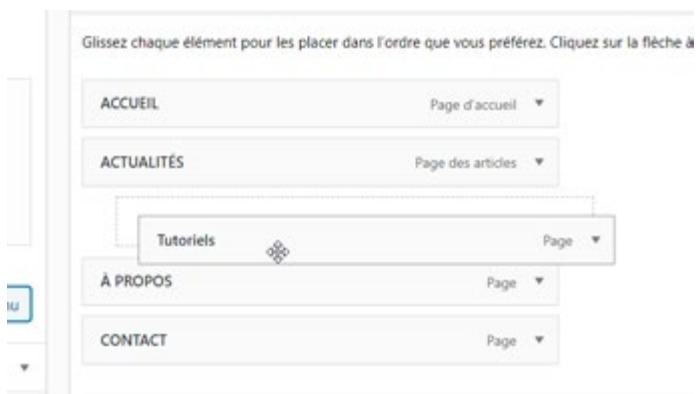 Glissez chaque élément pour les placer dans l'ordre que vous préférez. Cliquez sur la flèche à
ACCUEIL Page d'accueil
ACTUALITÉS Page des articles
Tutoriels Page
À PROPOS Page
nu
CONTACT Page